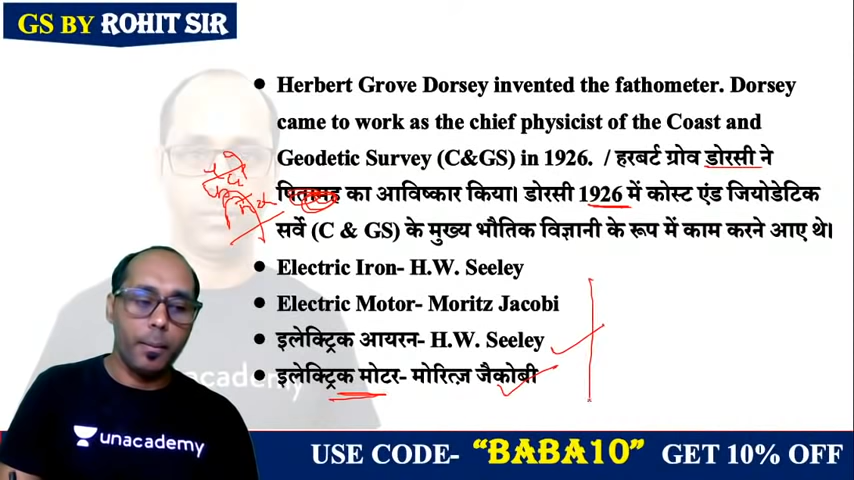 GS BY ROHIT SIR
Herbert Grove Dorsey invented the fathometer. Dorsey
came to work as the chief physicist of the Coast and
Geodetic Survey (C&GS) in 1926. / हरबर्ट ग्रोव डोरसी ने
का आविष्कार किया। डोरसी 1926 में कोस्ट एंड जियोडेटिक
सर्वे (C & GS) के मुख्य भौतिक विज्ञानी के रूप में काम करने आए थे।
Electric Iron- H.W. Seeley
Electric Motor- Moritz Jacobi
इलेक्ट्रिक आयरन- H.W. Seeley
इलेक्ट्रिक मोटर- मोरित्ज़ जैकोबी
unacademy
academy
USE CODE- “BABA10” GET 10% OFF